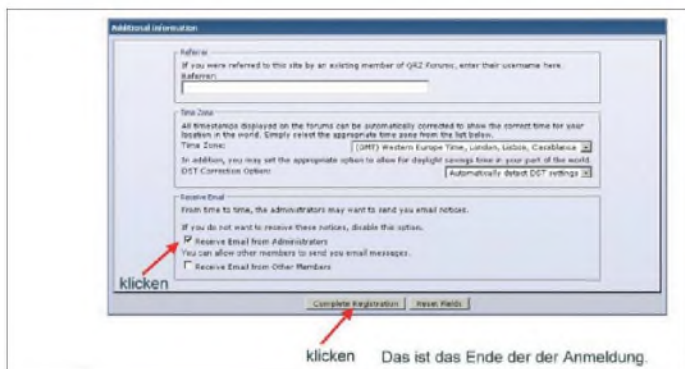 Additional Information
Referrer
If you were referred to this site by an existing member of QRZ Forums, enter their username here.
Referrer:
Time Zone
All timestamps displayed on the forums can be automatically corrected to show the correct time for your
location in the world. Simply select the appropriate time zone from the list below.
Time Zone: (GMT) Western Europe Time, London, Lisbon, Casablanca
In addition, you may set the appropriate option to allow for daylight savings time in your part of the world.
DST Correction Option: Automatically detect DST settings
Receive Email
From time to time, the administrators may want to send you email notices.
If you do not want to receive these notices, disable this option.
Receive Email from Administrators
You can allow other members to send you email messages.
Receive Email from Other Members
klicken
Complete Registration Reset Fields
klicken Das ist das Ende der der Anmeldung.